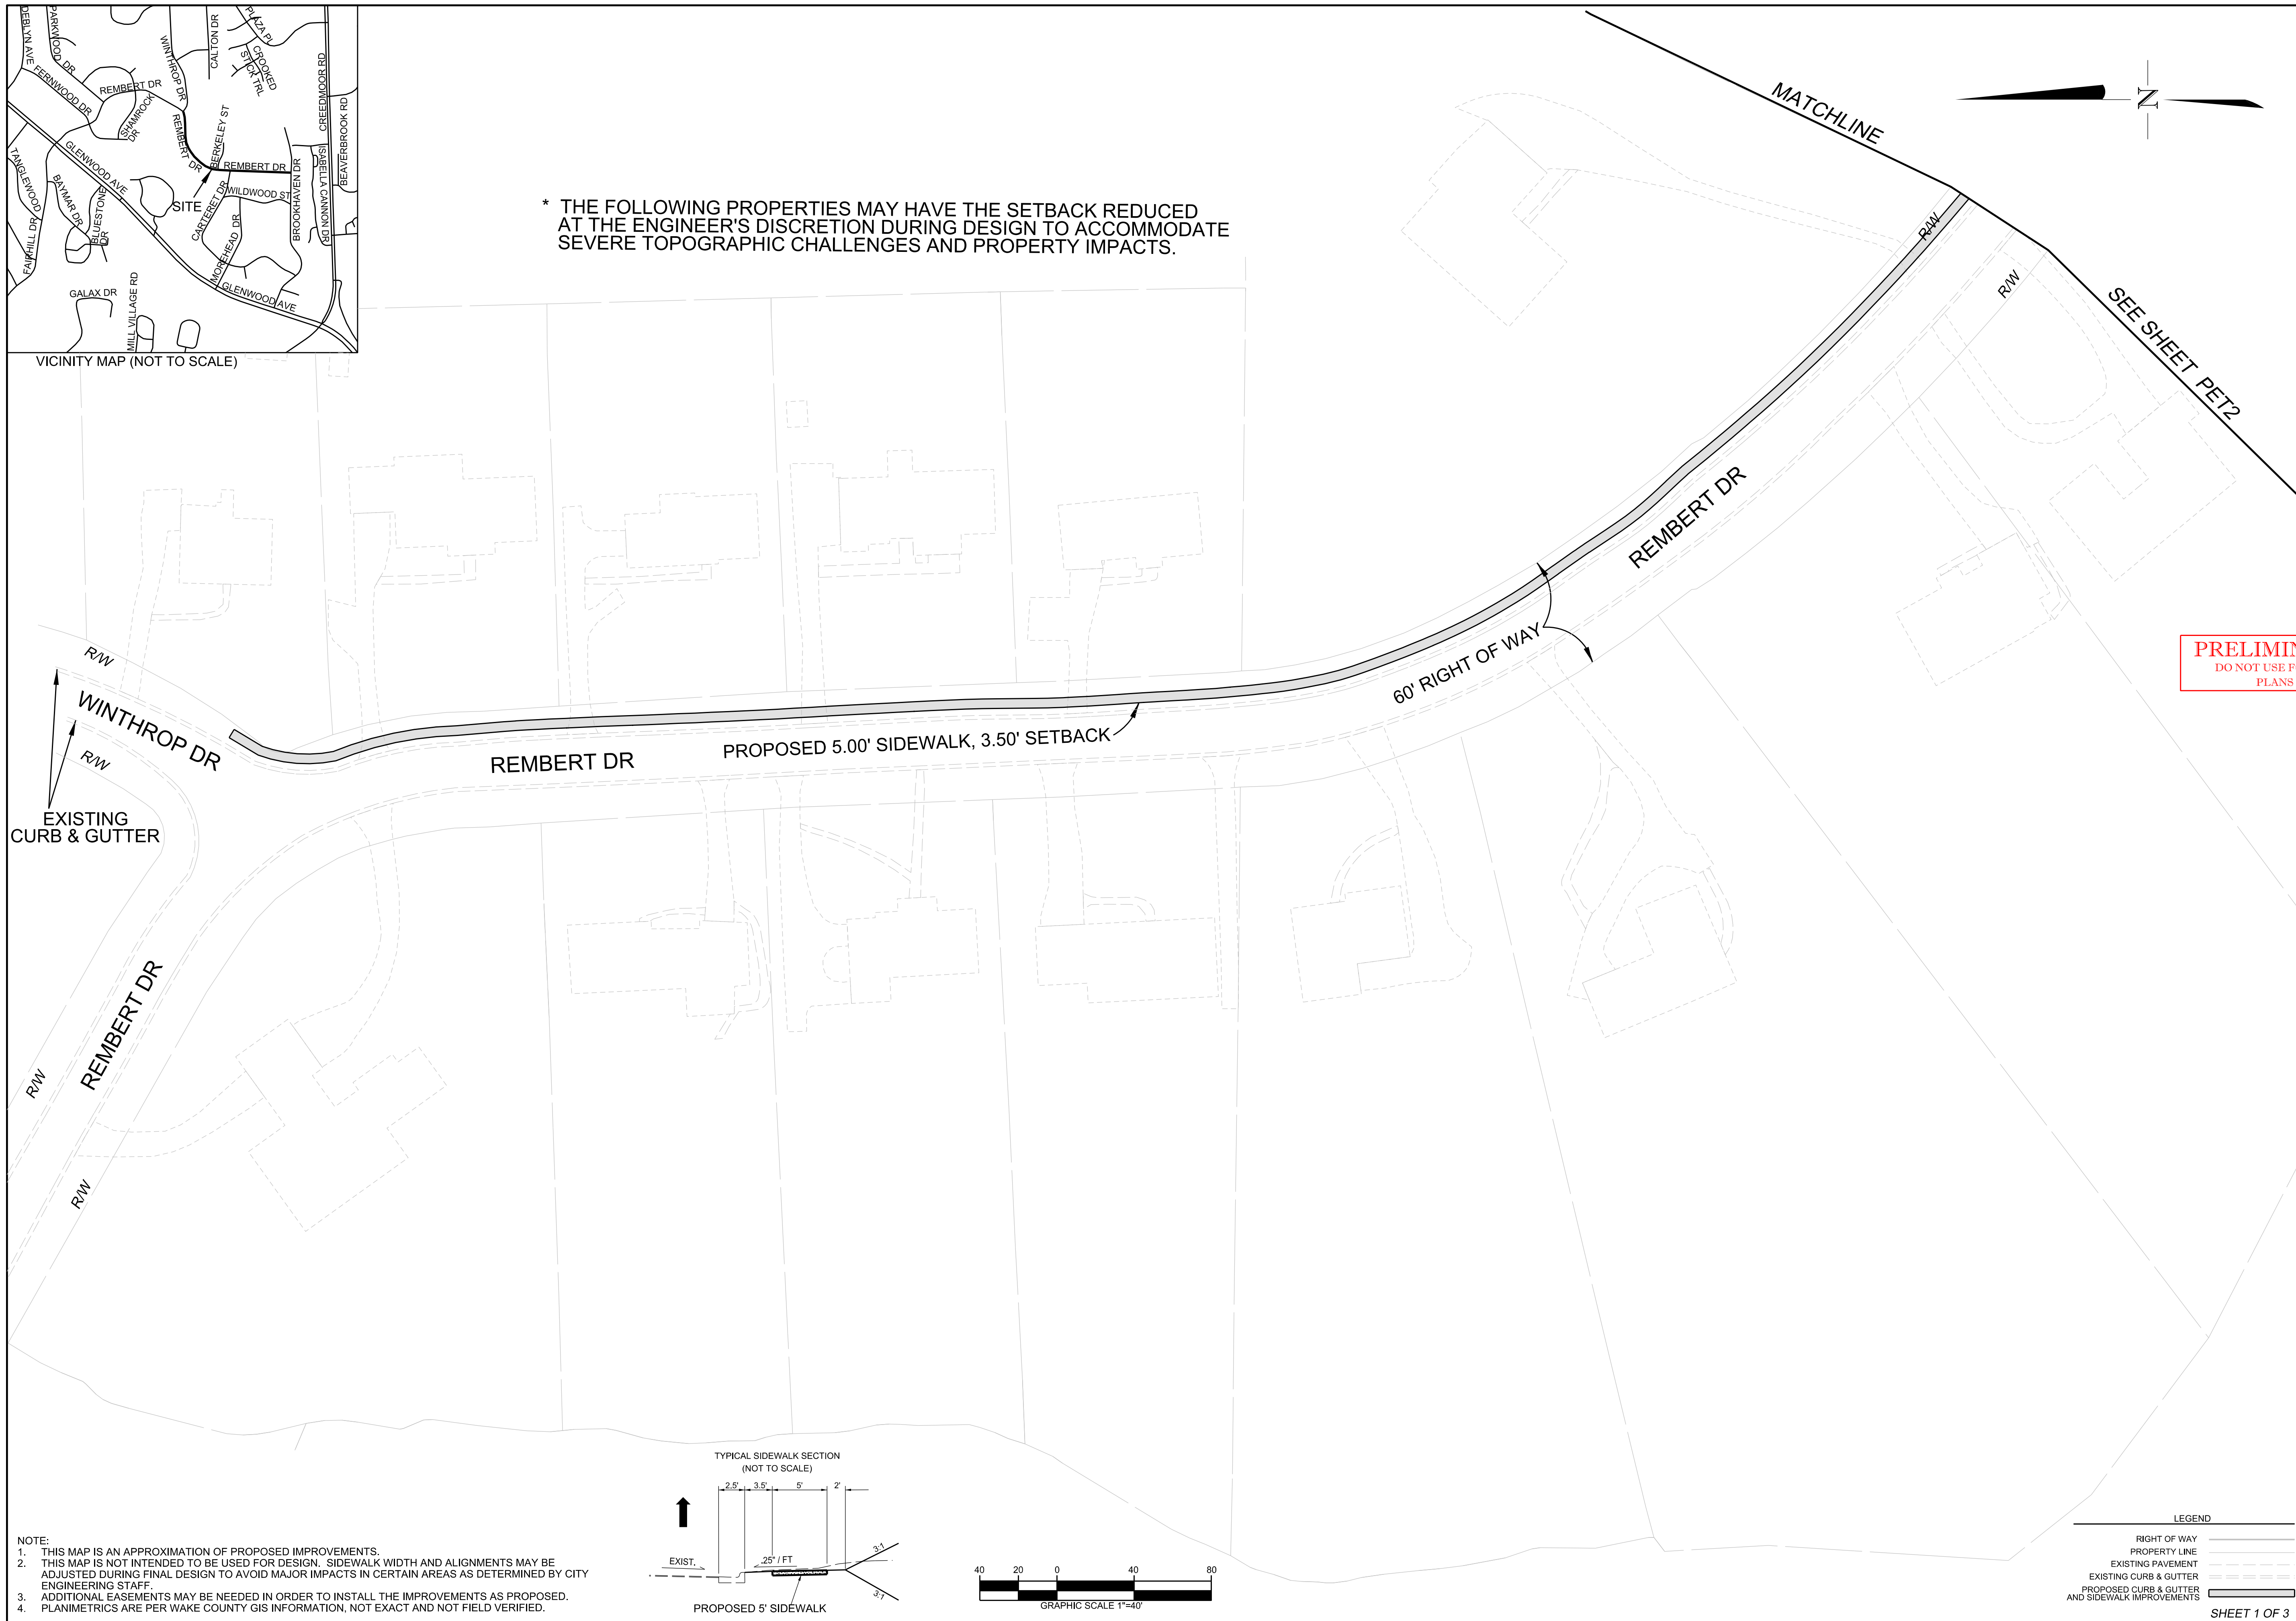 DEBLYN AVE
PARKWOOD DR
FERNWOOD DR
REMBERT DR
SHAMROCK DR
WINTHROP DR
CALTON DR
PLAZA PL
CROOKED STICK TRL
CREEDMOOR RD
BEAVERBROOK RD
BERKELEY ST
REMBERT DR
REMBERT DR
GLENWOOD AVE
TANGLEWOOD
BAYMAR DR
BLUESTONE DR
FAIRHILL DR
SITE
CARTERET DR
WILDWOOD ST
MOREHEAD DR
BROOKHAVEN DR
ISABELLA CANNON DR
GLENWOOD AVE
GALAX DR
MILL VILLAGE RD
VICINITY MAP (NOT TO SCALE)
* THE FOLLOWING PROPERTIES MAY HAVE THE SETBACK REDUCED
AT THE ENGINEER'S DISCRETION DURING DESIGN TO ACCOMMODATE
SEVERE TOPOGRAPHIC CHALLENGES AND PROPERTY IMPACTS.
MATCHLINE
N
SEE SHEET PET2
R/W
R/W
REMBERT DR
60' RIGHT OF WAY
PRELIMIN
DO NOT USE F
PLANS
R/W
WINTHROP DR
R/W
EXISTING
CURB & GUTTER
REMBERT DR
PROPOSED 5.00' SIDEWALK, 3.50' SETBACK
REMBERT DR
R/W
R/W
TYPICAL SIDEWALK SECTION
(NOT TO SCALE)
2.5' 3.5' 5' 2'
EXIST.
.25" / FT
3:1
3:1
PROPOSED 5' SIDEWALK
40 20 0 40 80
GRAPHIC SCALE 1"=40'
NOTE:
1. THIS MAP IS AN APPROXIMATION OF PROPOSED IMPROVEMENTS.
2. THIS MAP IS NOT INTENDED TO BE USED FOR DESIGN. SIDEWALK WIDTH AND ALIGNMENTS MAY BE
ADJUSTED DURING FINAL DESIGN TO AVOID MAJOR IMPACTS IN CERTAIN AREAS AS DETERMINED BY CITY
ENGINEERING STAFF.
3. ADDITIONAL EASEMENTS MAY BE NEEDED IN ORDER TO INSTALL THE IMPROVEMENTS AS PROPOSED.
4. PLANIMETRICS ARE PER WAKE COUNTY GIS INFORMATION, NOT EXACT AND NOT FIELD VERIFIED.
LEGEND
RIGHT OF WAY
PROPERTY LINE
EXISTING PAVEMENT
EXISTING CURB & GUTTER
PROPOSED CURB & GUTTER
AND SIDEWALK IMPROVEMENTS
SHEET 1 OF 3